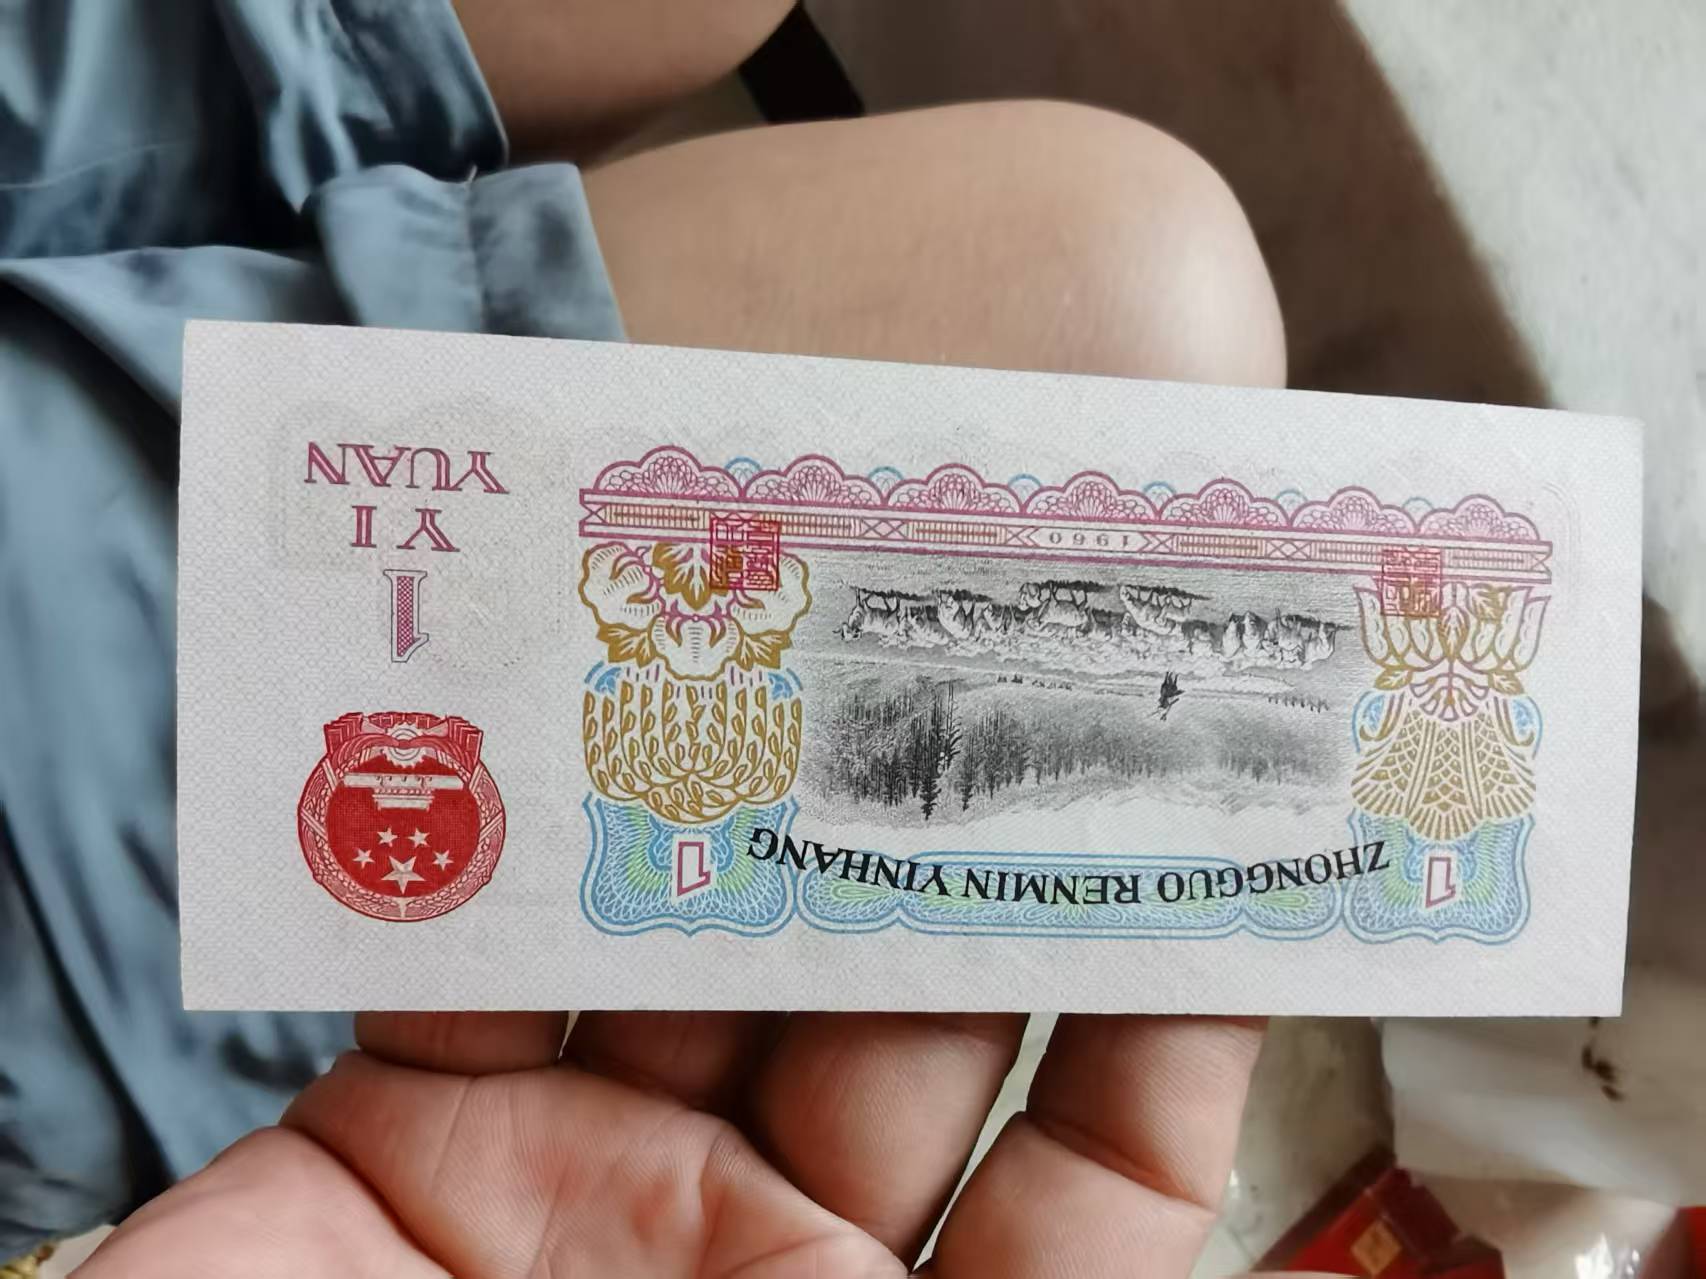 ZHONGGUO RENMIN YINHANG
1
1
1960
1
YI
YUAN